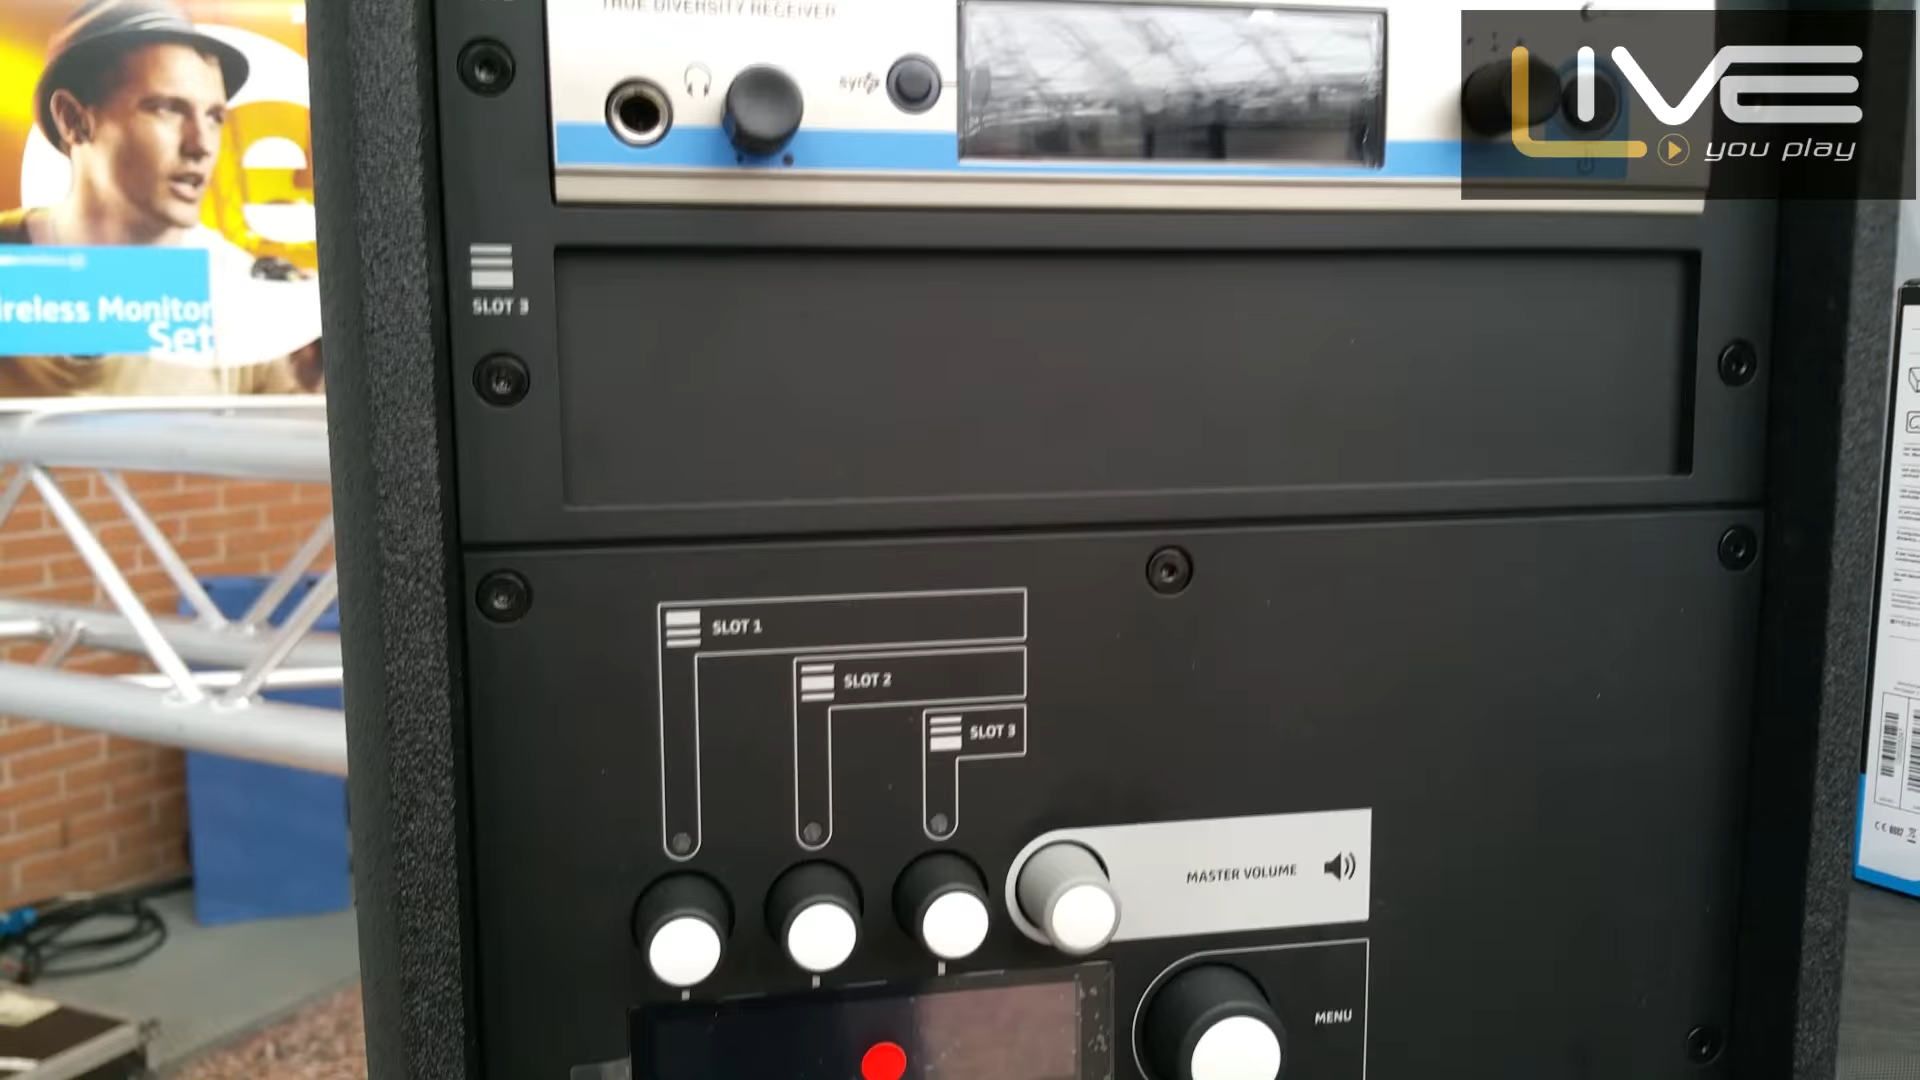 TRUE DIVERSITY RECEIVER
sync
LIVE
you play
ireless Monitor
Set
SLOT 3
SLOT 1
SLOT 2
SLOT 3
MASTER VOLUME
MENU